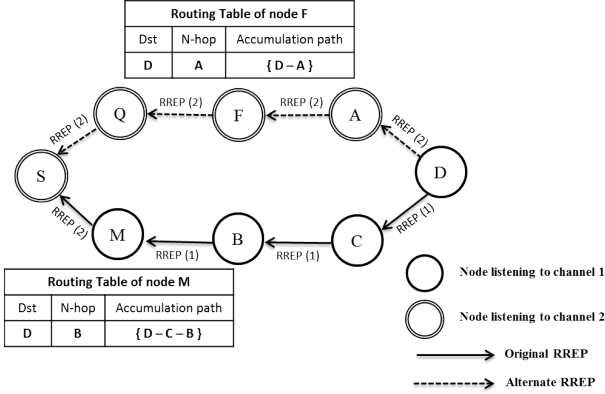 Routing Table of node F
Dst N-hop Accumulation path
D A { D – A }
RREP (2) RREP (2)
Q F A
RREP (2) RREP (2)
S D
RREP (2) RREP (1)
M B C
RREP (1) RREP (1)
Routing Table of node M
Dst N-hop Accumulation path
D B { D – C – B }
Node listening to channel 1
Node listening to channel 2
Original RREP
Alternate RREP